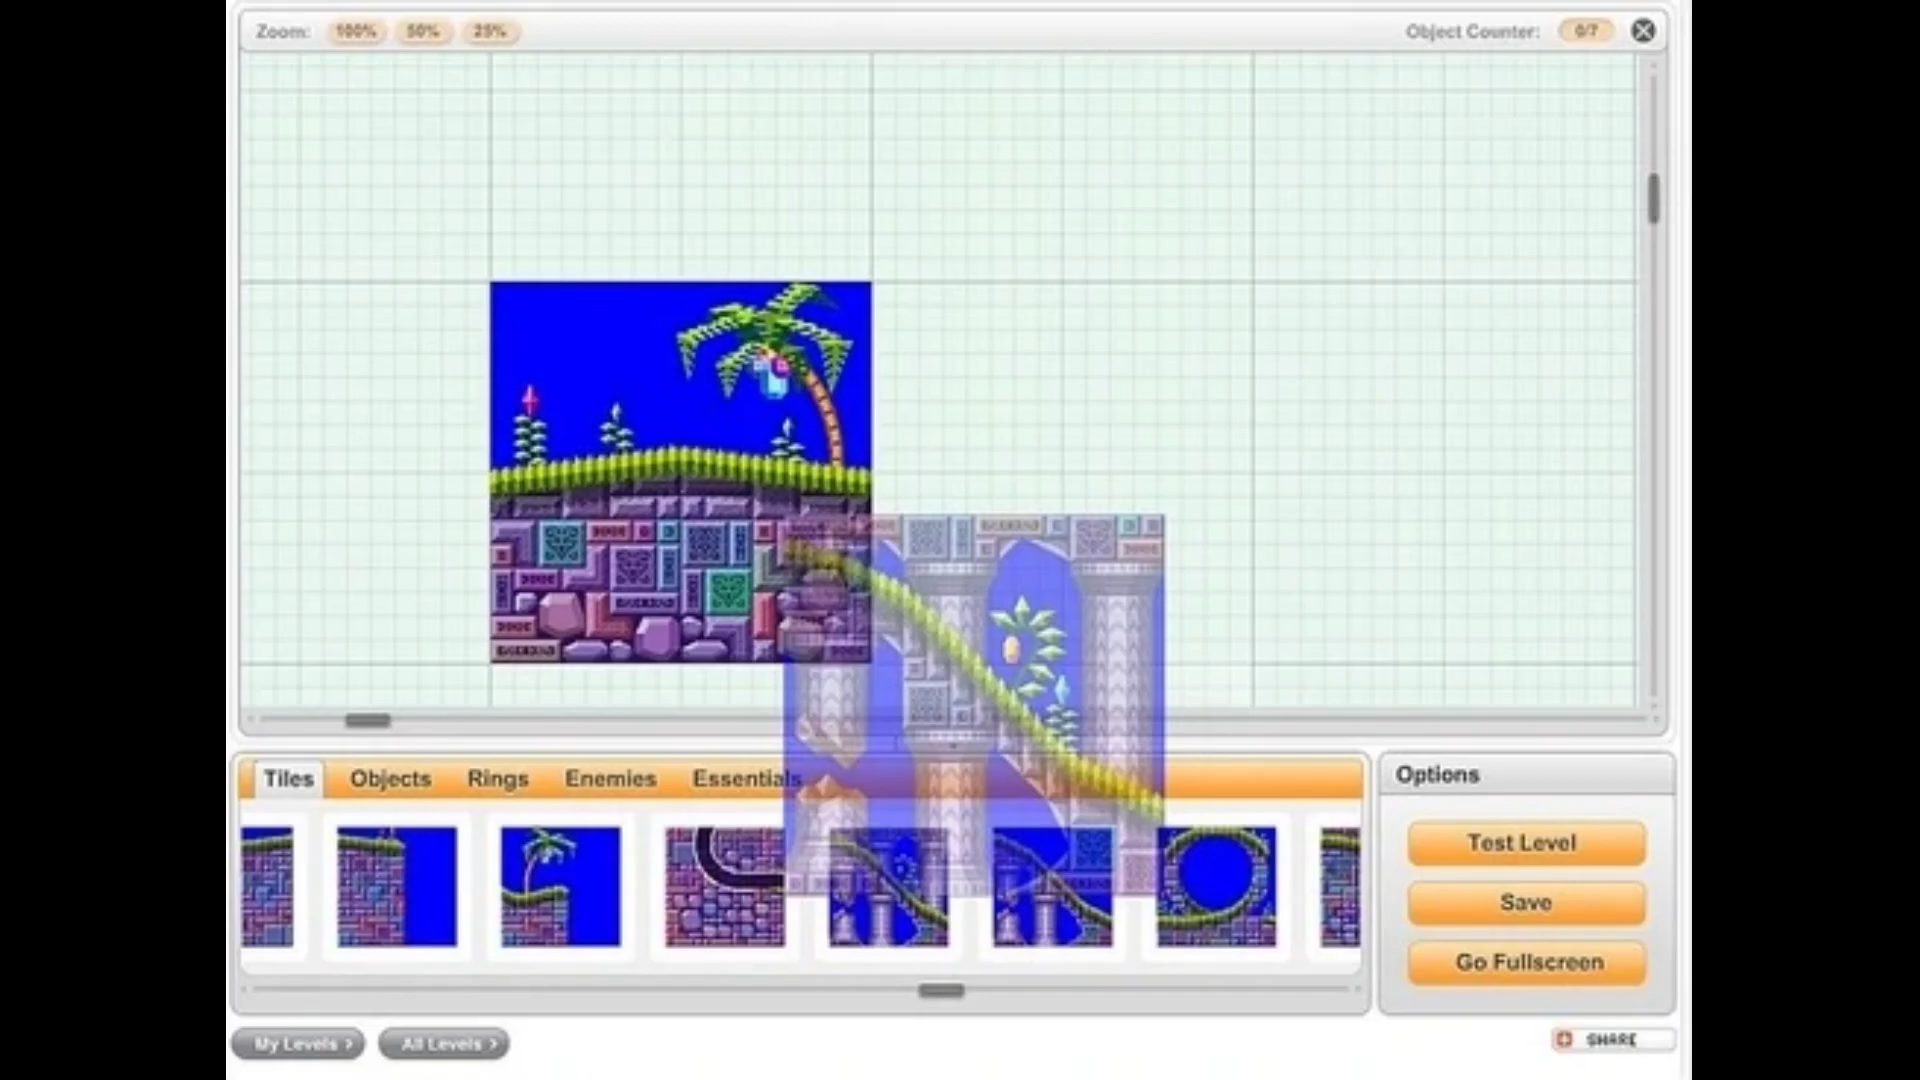 Zoom: 100% 50% 25% Object Counter: 0/7
Tiles Objects Rings Enemies Essentials
Options
Test Level
Save
Go Fullscreen
My Levels > All Levels >
SHARE